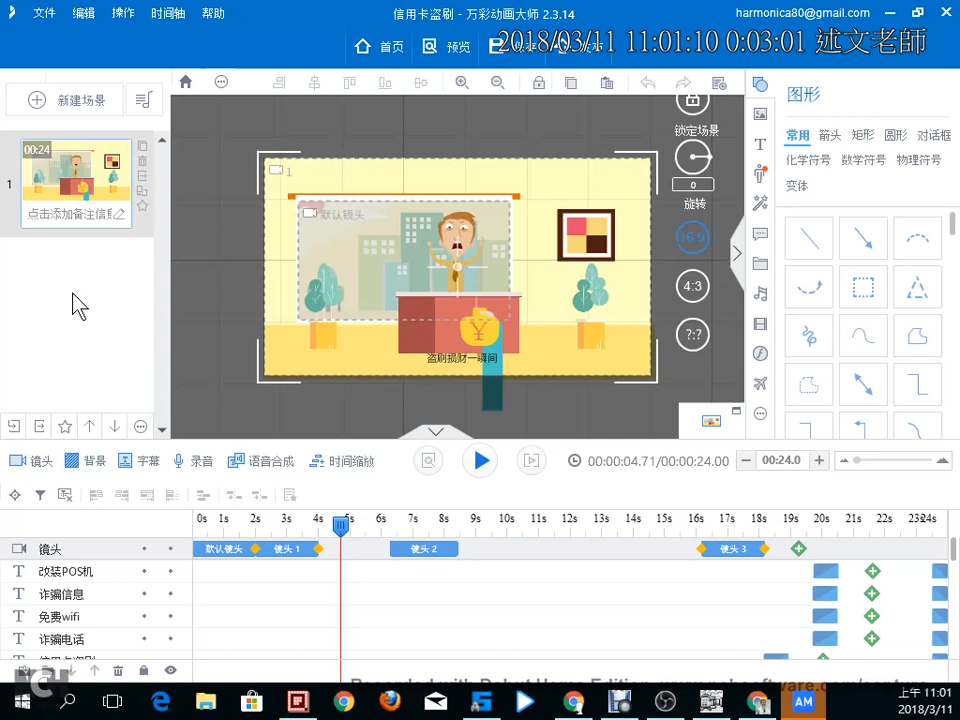 文件 编辑 操作 时间轴 帮助 信用卡盗刷 - 万彩动画大师 2.3.14 harmonica80@gmail.com
首页 预览
2018/03/11 11:01:10 0:03:01 述文老師
新建场景
00:24
1
点击添加备注信息
1
默认镜头
盗刷损财一瞬间
¥
锁定场景
0
旋转
16:9
4:3
?:?
图形
常用 箭头 矩形 圆形 对话框
化学符号 数学符号 物理符号
变体
镜头 背景 字幕 录音 语音合成 时间缩放 00:00:04.71/00:00:24.00 00:24.0
0s 1s 2s 3s 4s 5s 6s 7s 8s 9s 10s 11s 12s 13s 14s 15s 16s 17s 18s 19s 20s 21s 22s 23s 24s
镜头 默认镜头 镜头 1 镜头 2 镜头 3
改装POS机
诈骗信息
免费wifi
诈骗电话
AM
上午 11:01
2018/3/11